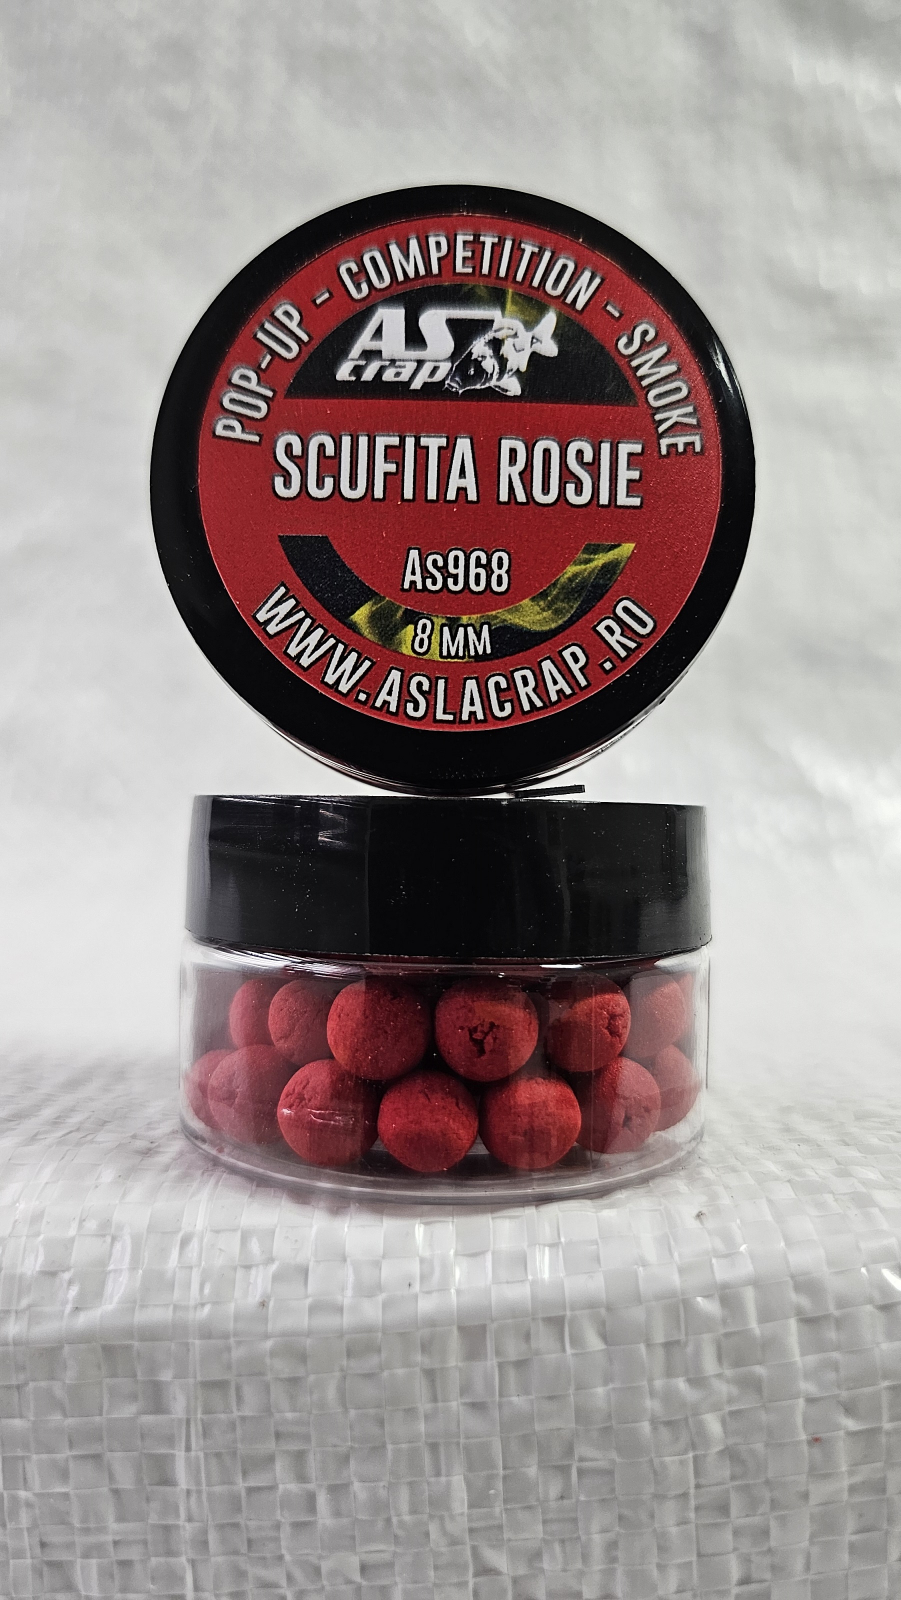 POP-UP - COMPETITION - SMOKE
AS
crap
SCUFITA ROSIE
As968
8 MM
WWW.ASLACRAP.RO